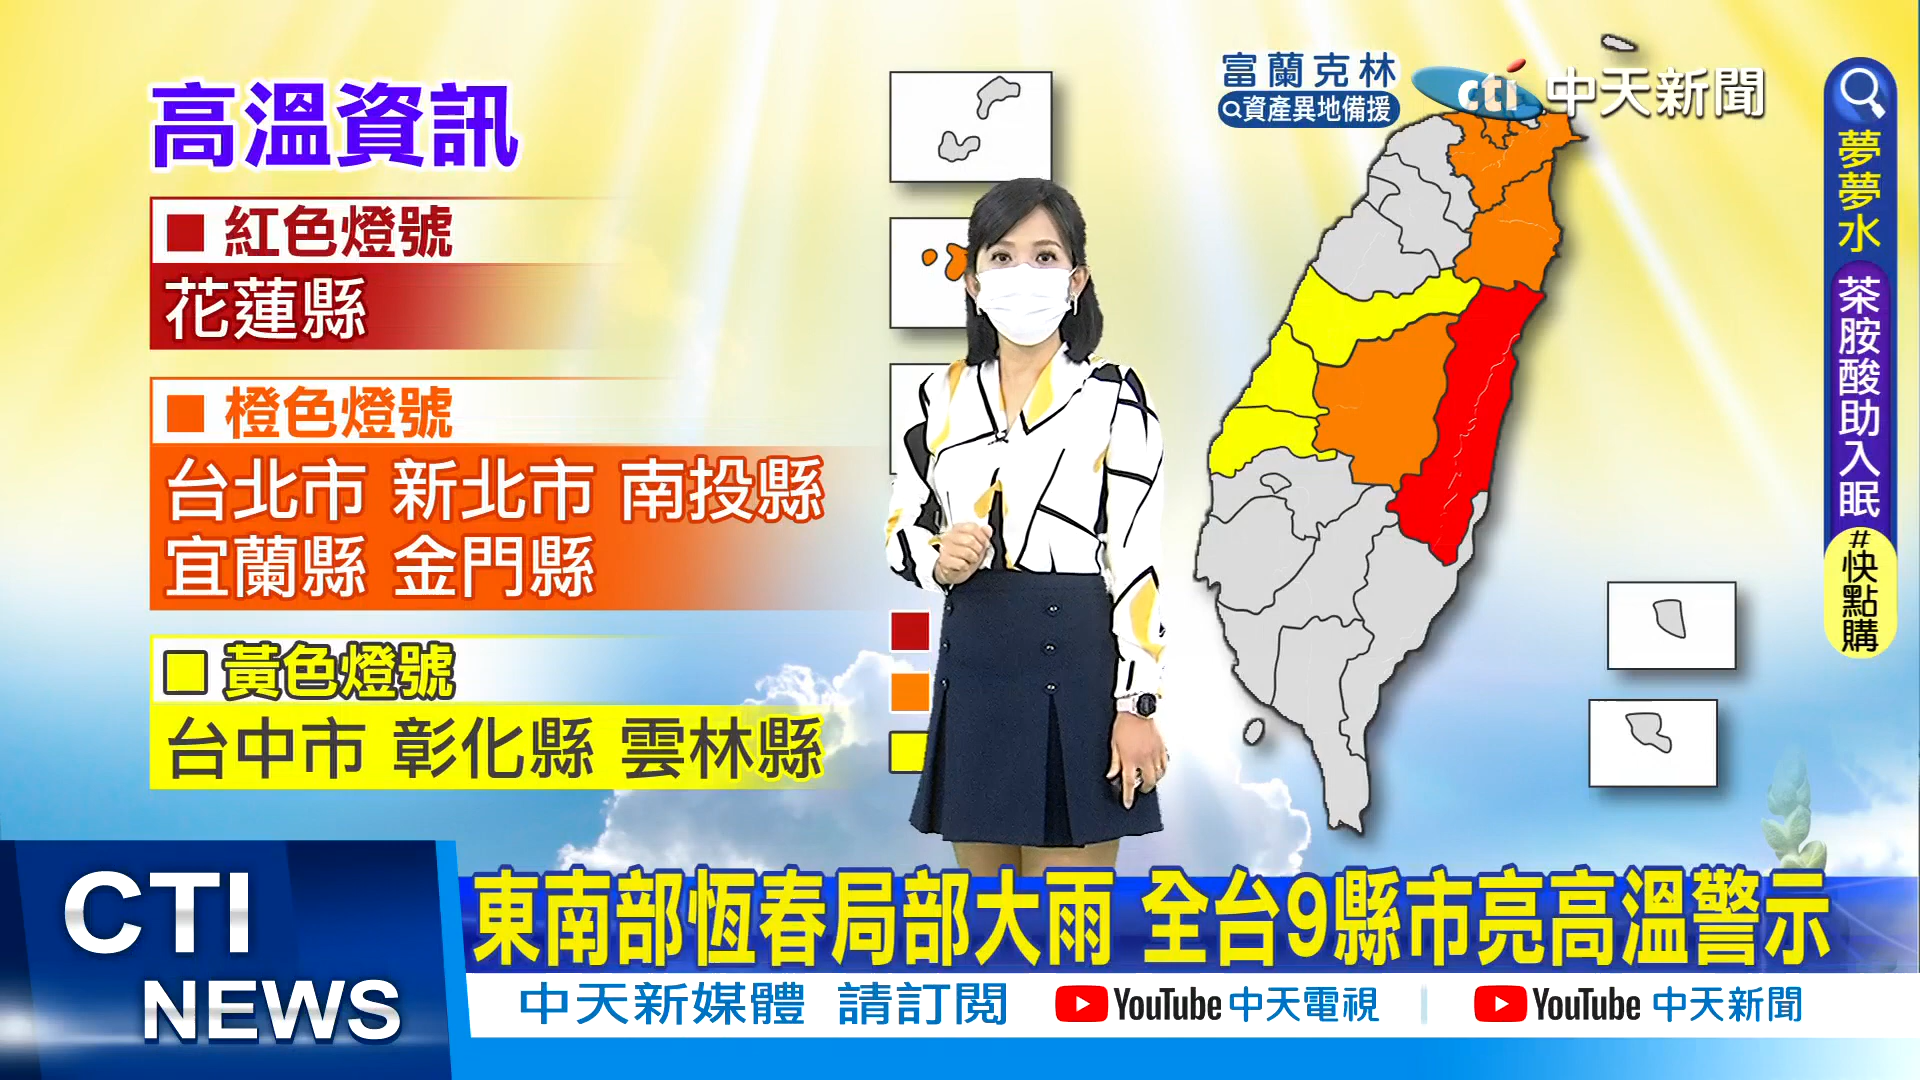 高溫資訊
紅色燈號
花蓮縣
橙色燈號
台北市 新北市 南投縣
宜蘭縣 金門縣
黃色燈號
台中市 彰化縣 雲林縣
富蘭克林
資產異地備援
cti 中天新聞
夢夢水
茶胺酸助入眠
#快點購
CTI
NEWS
東南部恆春局部大雨 全台9縣市亮高溫警示
中天新媒體 請訂閱 YouTube 中天電視 | YouTube 中天新聞